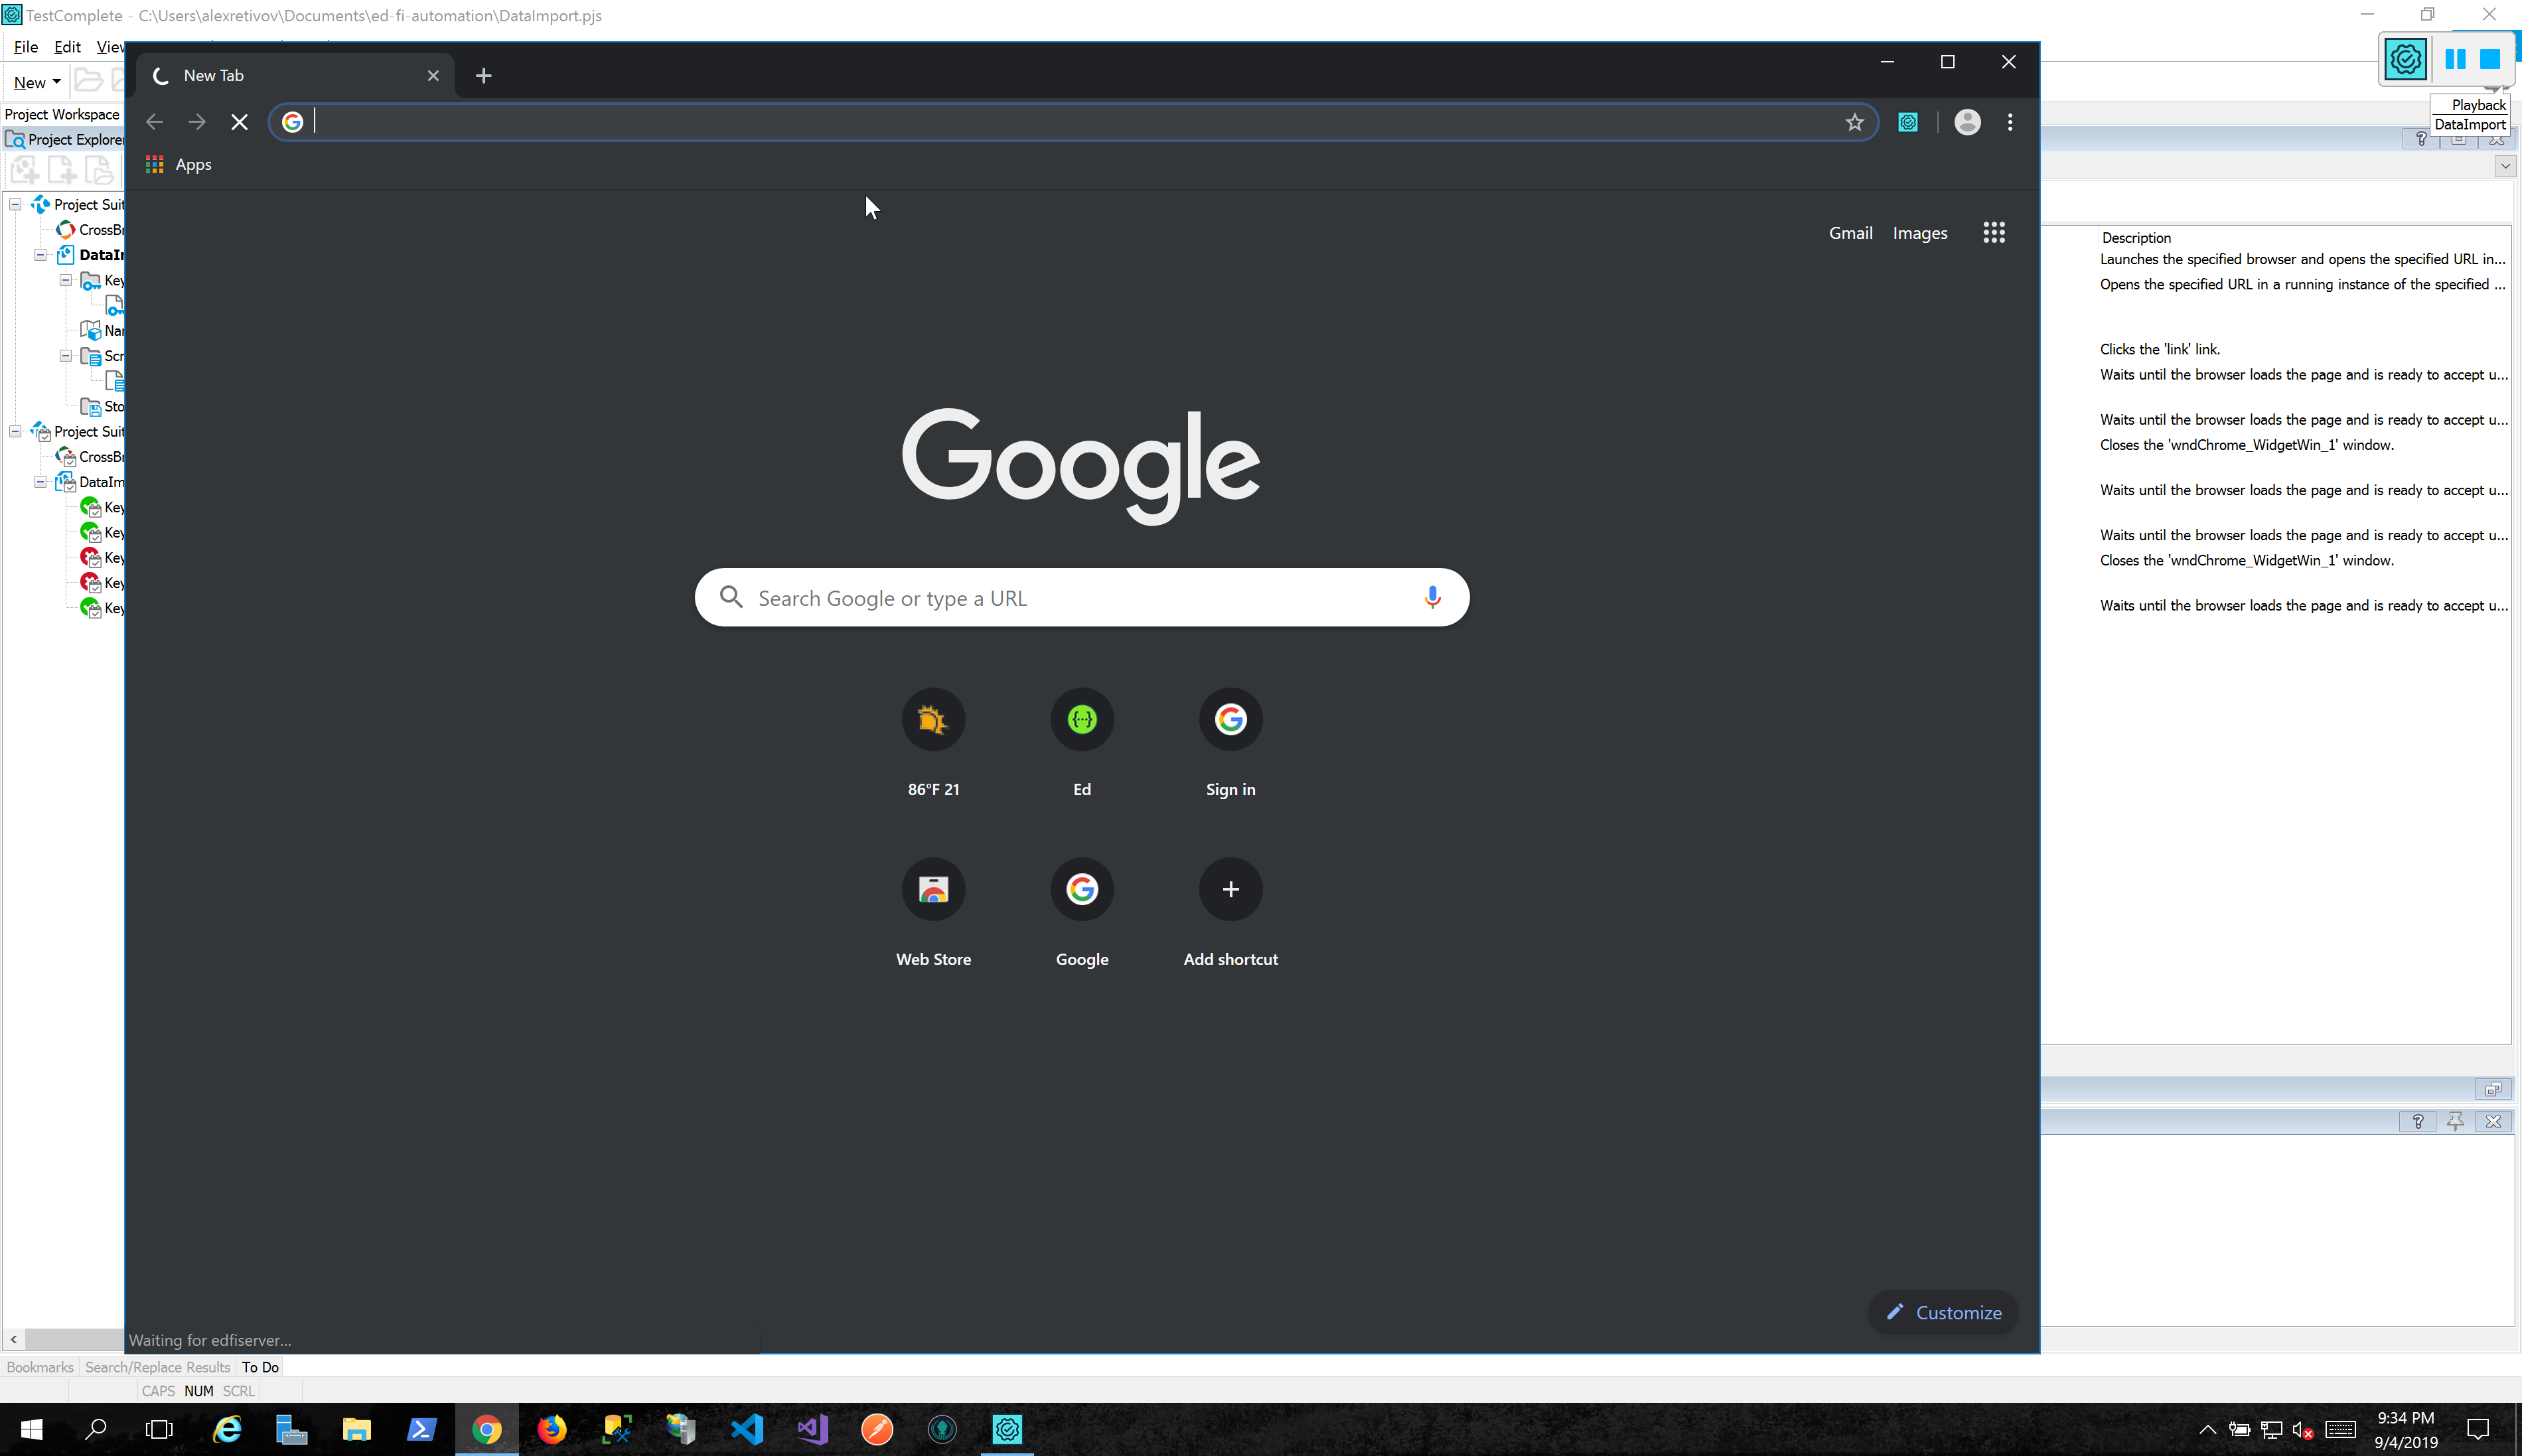 TestComplete - C:\Users\alexretivov\Documents\ed-fi-automation\DataImport.pjs
File Edit View
New
Project Workspace
Project Explorer
Project Suit
CrossBr
DataIm
Key
Nar
Scr
Sto
Project Suit
CrossBr
DataIm
Key
Key
Key
Key
Key
New Tab
Apps
Gmail Images
Google
Search Google or type a URL
86°F 21
Ed
Sign in
Web Store
Google
Add shortcut
Customize
Waiting for edfiserver...
Playback
DataImport
Description
Launches the specified browser and opens the specified URL in...
Opens the specified URL in a running instance of the specified ...
Clicks the 'link' link.
Waits until the browser loads the page and is ready to accept u...
Waits until the browser loads the page and is ready to accept u...
Closes the 'wndChrome_WidgetWin_1' window.
Waits until the browser loads the page and is ready to accept u...
Waits until the browser loads the page and is ready to accept u...
Closes the 'wndChrome_WidgetWin_1' window.
Waits until the browser loads the page and is ready to accept u...
Bookmarks Search/Replace Results To Do
CAPS NUM SCRL
9:34 PM
9/4/2019